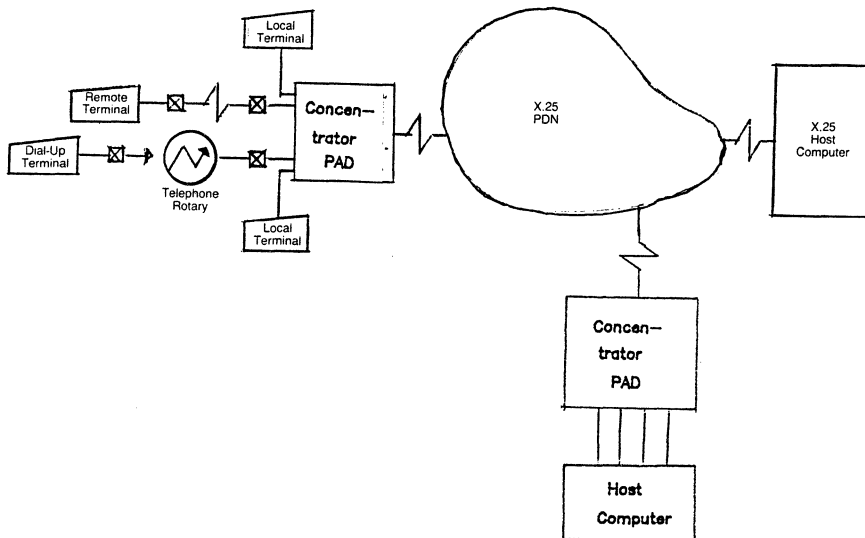 Local
Terminal
Remote
Terminal
Dial-Up
Terminal
Telephone
Rotary
Local
Terminal
Concen-
trator
PAD
X.25
PDN
X.25
Host
Computer
Concen-
trator
PAD
Host
Computer